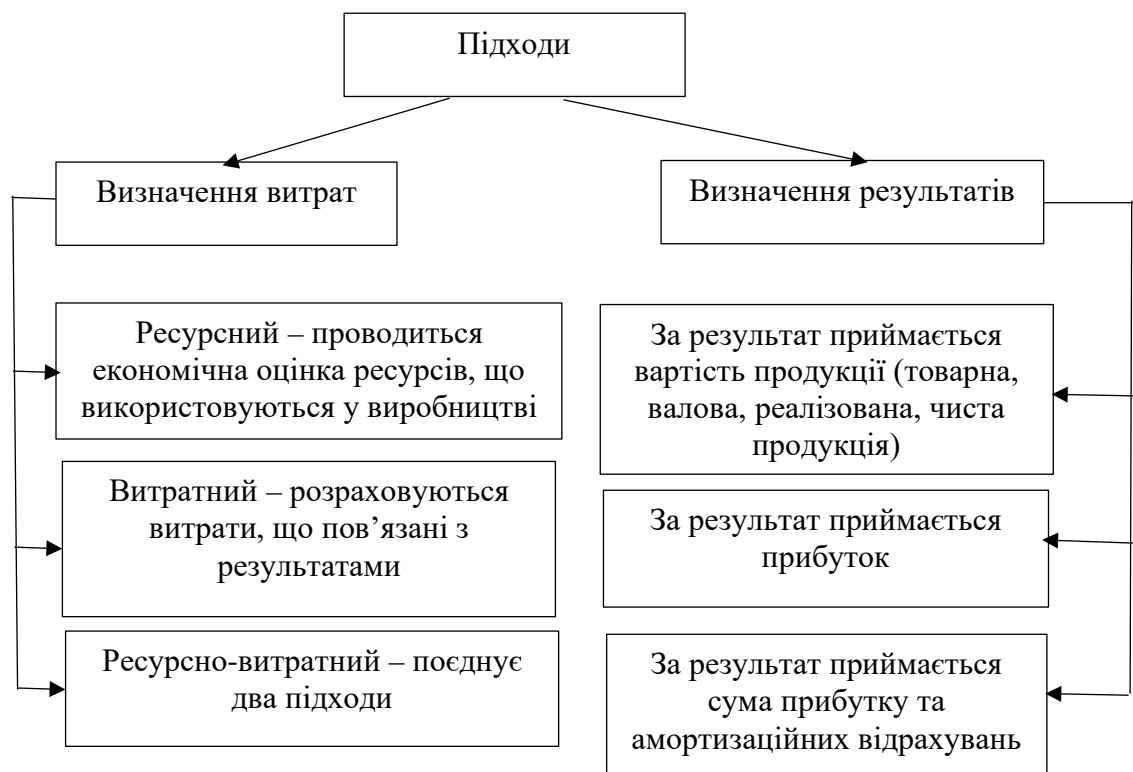 Підходи
Визначення витрат
Ресурсний – проводиться
економічна оцінка ресурсів, що
використовуються у виробництві
Витратний – розраховуються
витрати, що пов’язані з
результатами
Ресурсно-витратний – поєднує
два підходи
Визначення результатів
За результат приймається
вартість продукції (товарна,
валова, реалізована, чиста
продукція)
За результат приймається
прибуток
За результат приймається
сума прибутку та
амортизаційних відрахувань